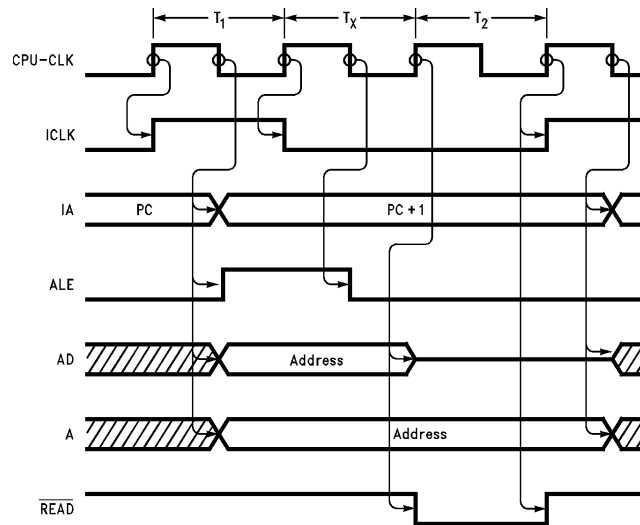 T1 TX T2
CPU-CLK
ICLK
IA PC PC + 1
ALE
AD Address
A Address
READ